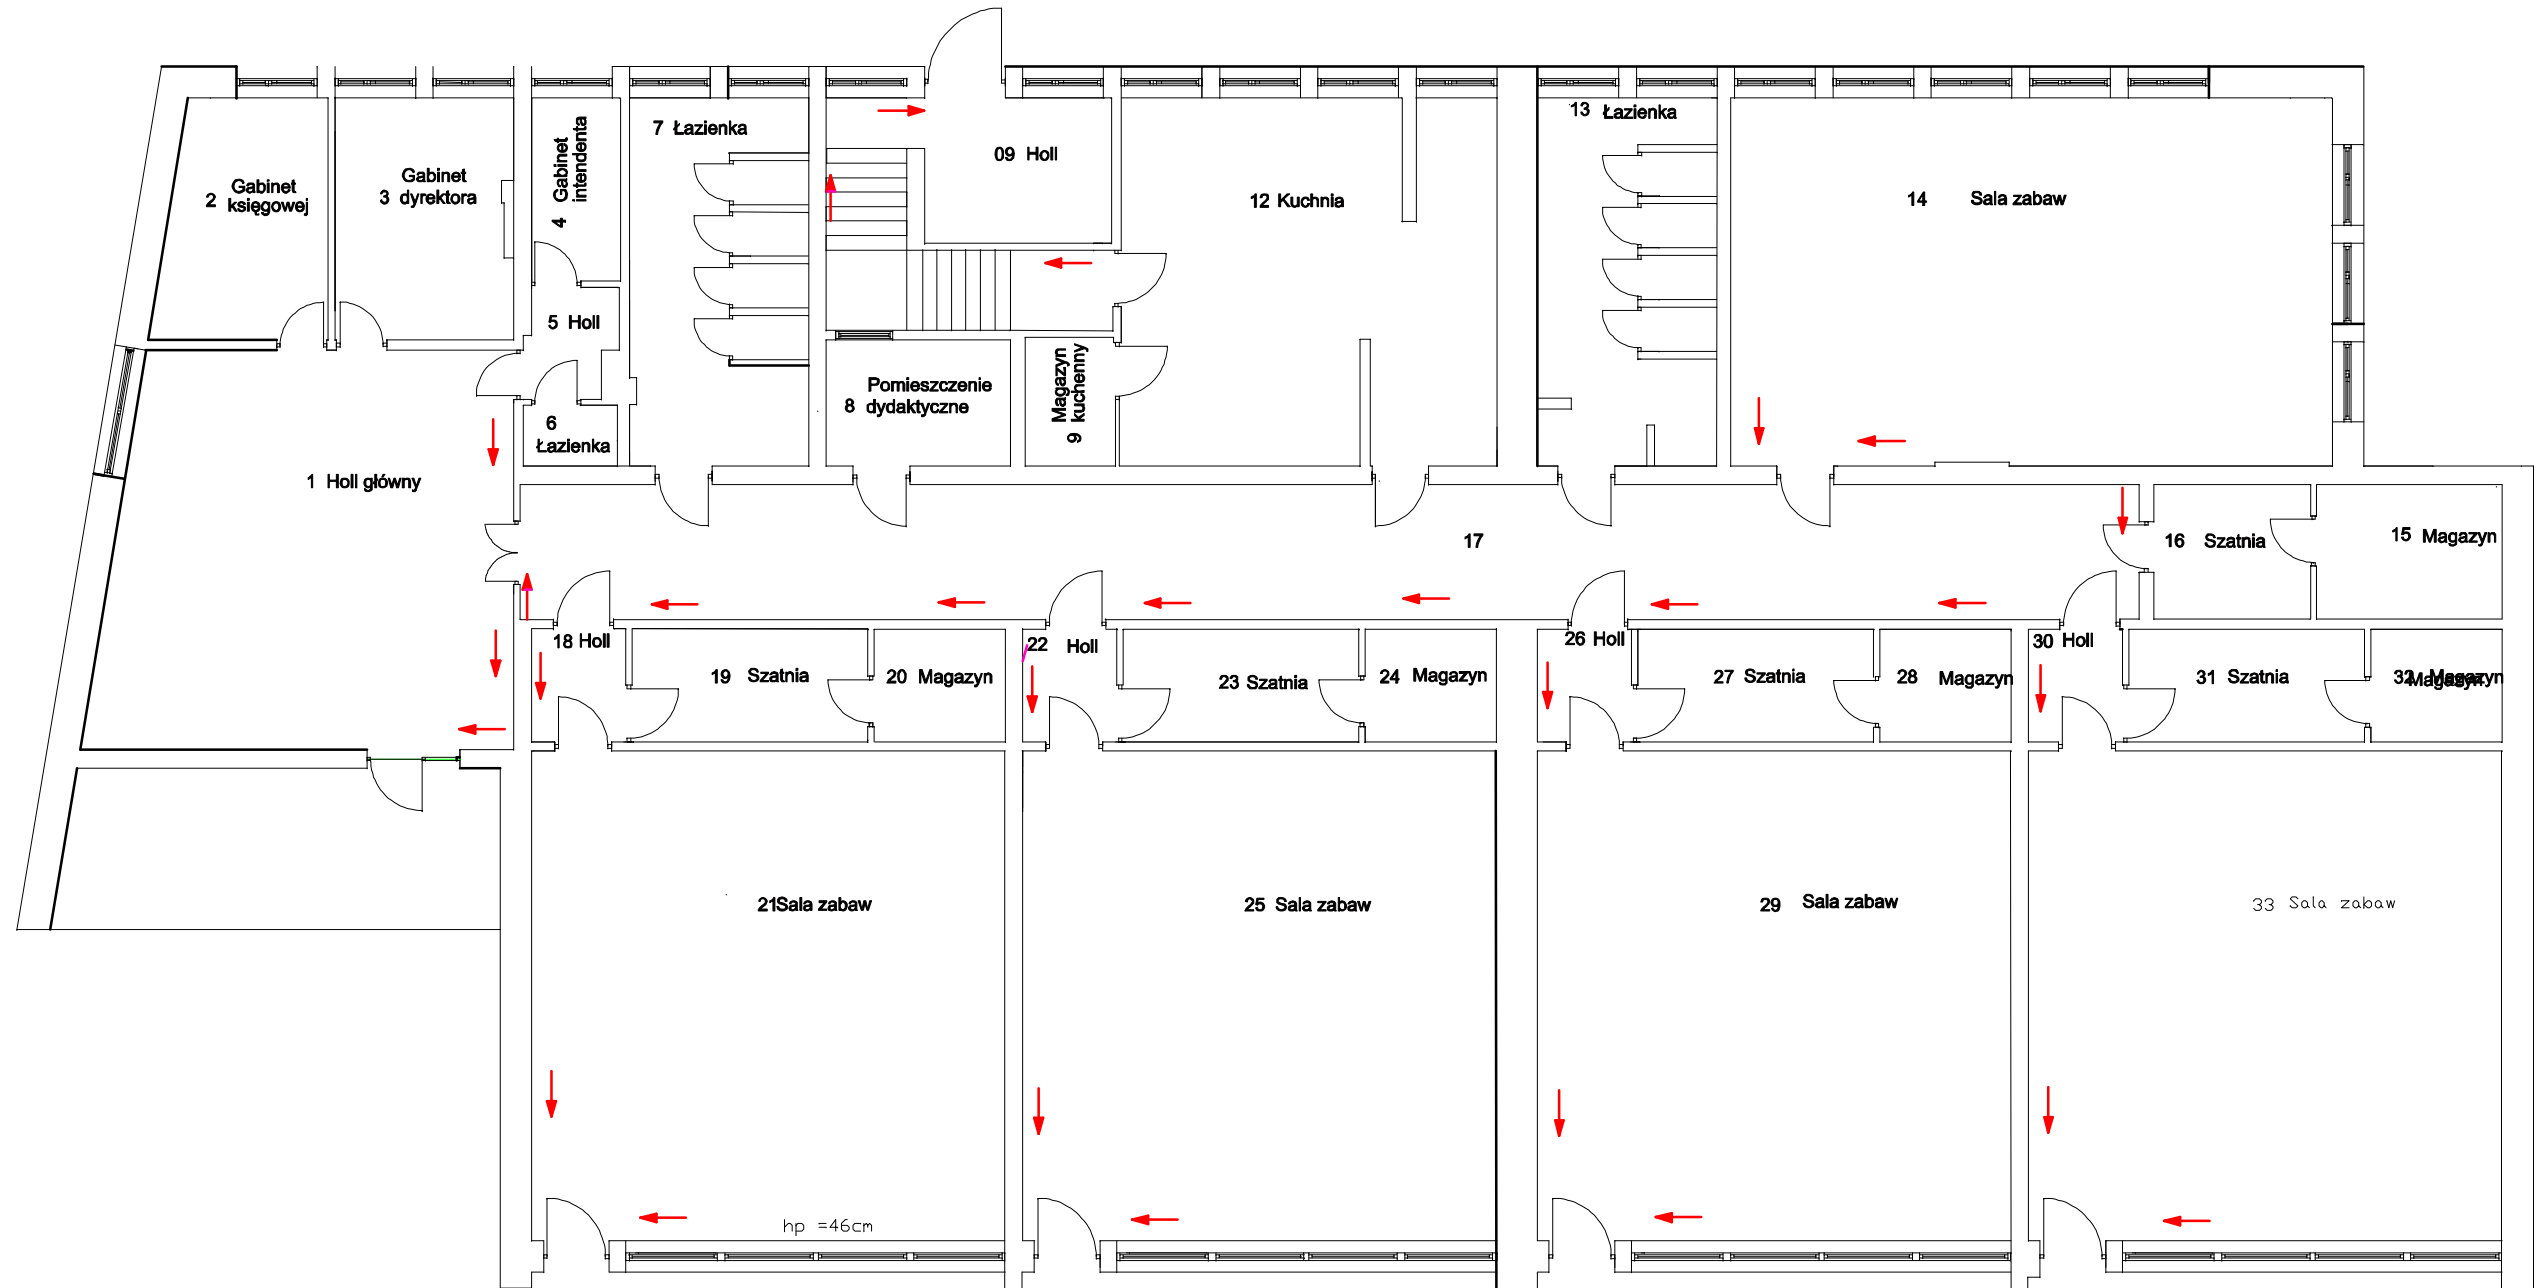 2 Gabinet
księgowej
Gabinet
3 dyrektora
4 Gabinet
intendenta
5 Holl
6
Łazienka
7 Łazienka
09 Holl
Pomieszczenie
8 dydaktyczne
9 Magazyn
kuchenny
12 Kuchnia
13 Łazienka
14 Sala zabaw
1 Holl główny
17
16 Szatnia
15 Magazyn
18 Holl
19 Szatnia
20 Magazyn
22 Holl
23 Szatnia
24 Magazyn
26 Holl
27 Szatnia
28 Magazyn
30 Holl
31 Szatnia
32 Magazyn
Magazyn
21Sala zabaw
25 Sala zabaw
29 Sala zabaw
33 Sala zabaw
hp =46cm